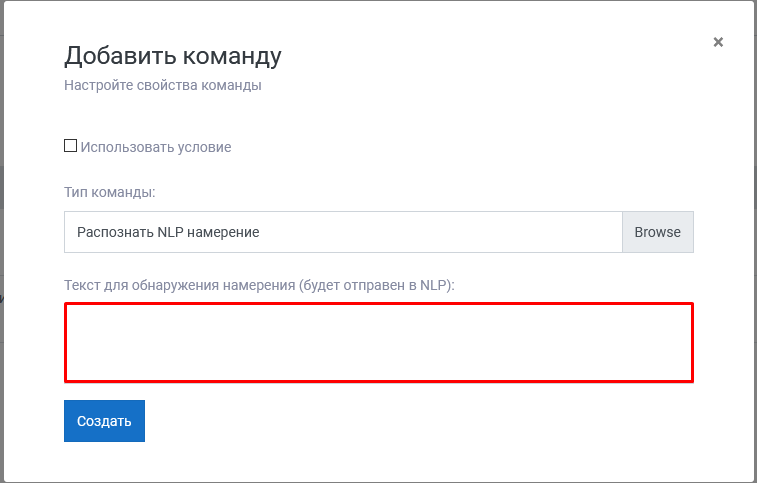 Добавить команду
×
Настройте свойства команды
Использовать условие
Тип команды:
Распознать NLP намерение
Browse
Текст для обнаружения намерения (будет отправен в NLP):
Создать